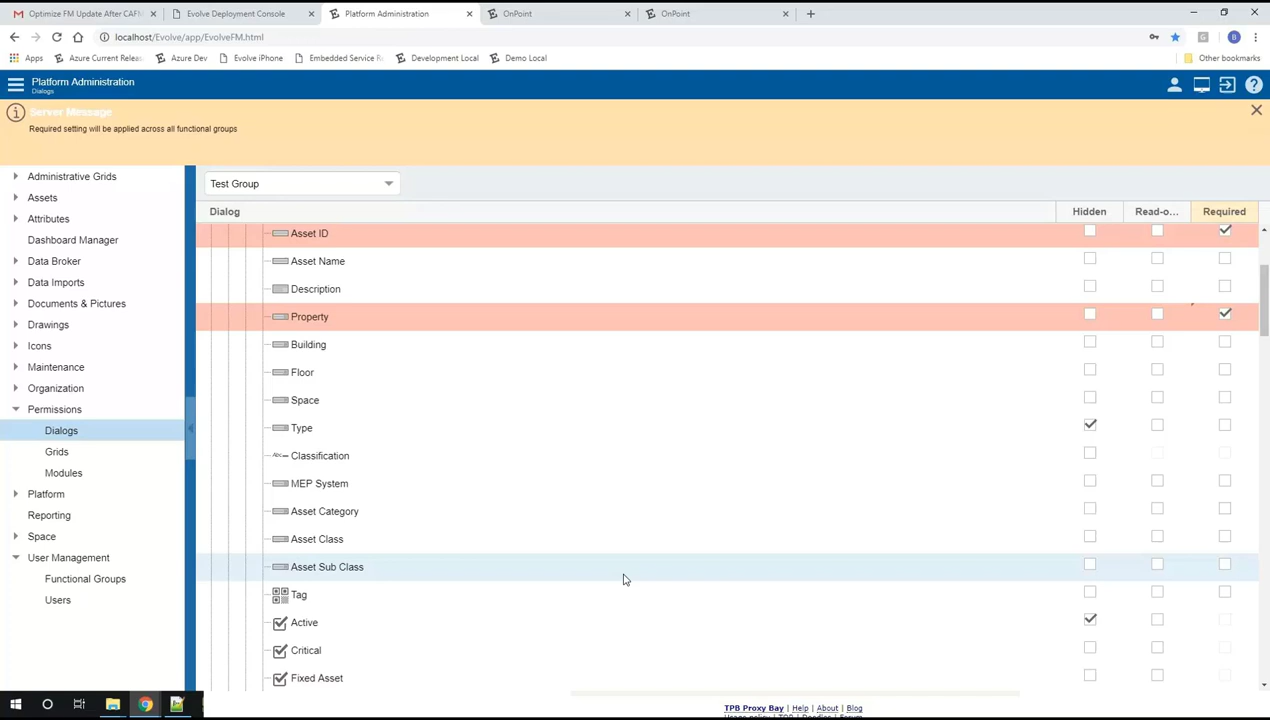 Optimize FM Update After CAFM
Evolve Deployment Console
Platform Administration
OnPoint
OnPoint
localhost/Evolve/app/EvolveFM.html
Apps
Azure Current Releas
Azure Dev
Evolve iPhone
Embedded Service R
Development Local
Demo Local
Other bookmarks
Platform Administration
Dialogs
Server Message
Required setting will be applied across all functional groups
Administrative Grids
Assets
Attributes
Dashboard Manager
Data Broker
Data Imports
Documents & Pictures
Drawings
Icons
Maintenance
Organization
Permissions
Dialogs
Grids
Modules
Platform
Reporting
Space
User Management
Functional Groups
Users
Test Group
Dialog
Hidden
Read-o...
Required
Asset ID
Asset Name
Description
Property
Building
Floor
Space
Type
Abc Classification
MEP System
Asset Category
Asset Class
Asset Sub Class
Tag
Active
Critical
Fixed Asset
TPB Proxy Bay | Help | About | Blog